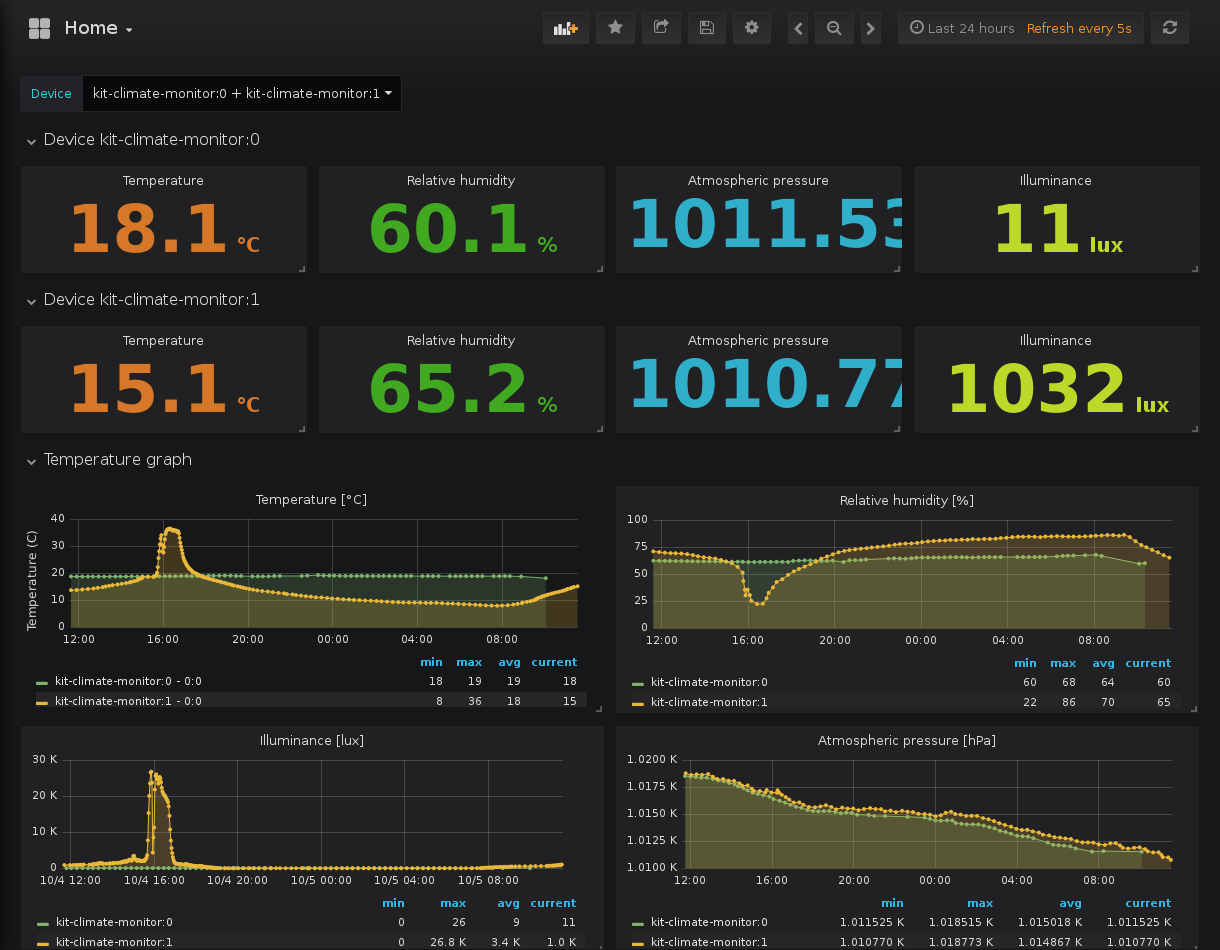 Home
Last 24 hours Refresh every 5s
Device kit-climate-monitor:0 + kit-climate-monitor:1
Device kit-climate-monitor:0
Temperature Relative humidity Atmospheric pressure Illuminance
18.1 °C 60.1 % 1011.53 11 lux
Device kit-climate-monitor:1
Temperature Relative humidity Atmospheric pressure Illuminance
15.1 °C 65.2 % 1010.77 1032 lux
Temperature graph
Temperature [°C]
Temperature (C)
40
30
20
10
0
12:00 16:00 20:00 00:00 04:00 08:00
min max avg current
kit-climate-monitor:0 - 0:0 18 19 19 18
kit-climate-monitor:1 - 0:0 8 36 18 15
Relative humidity [%]
100
75
50
25
0
12:00 16:00 20:00 00:00 04:00 08:00
min max avg current
kit-climate-monitor:0 60 68 64 60
kit-climate-monitor:1 22 86 70 65
Illuminance [lux]
30 K
20 K
10 K
0
10/4 12:00 10/4 16:00 10/4 20:00 10/5 00:00 10/5 04:00 10/5 08:00
min max avg current
kit-climate-monitor:0 0 26 9 11
kit-climate-monitor:1 0 26.8 K 3.4 K 1.0 K
Atmospheric pressure [hPa]
1.0200 K
1.0175 K
1.0150 K
1.0125 K
1.0100 K
12:00 16:00 20:00 00:00 04:00 08:00
min max avg current
kit-climate-monitor:0 1.011525 K 1.018515 K 1.015018 K 1.011525 K
kit-climate-monitor:1 1.010770 K 1.018773 K 1.014867 K 1.010770 K